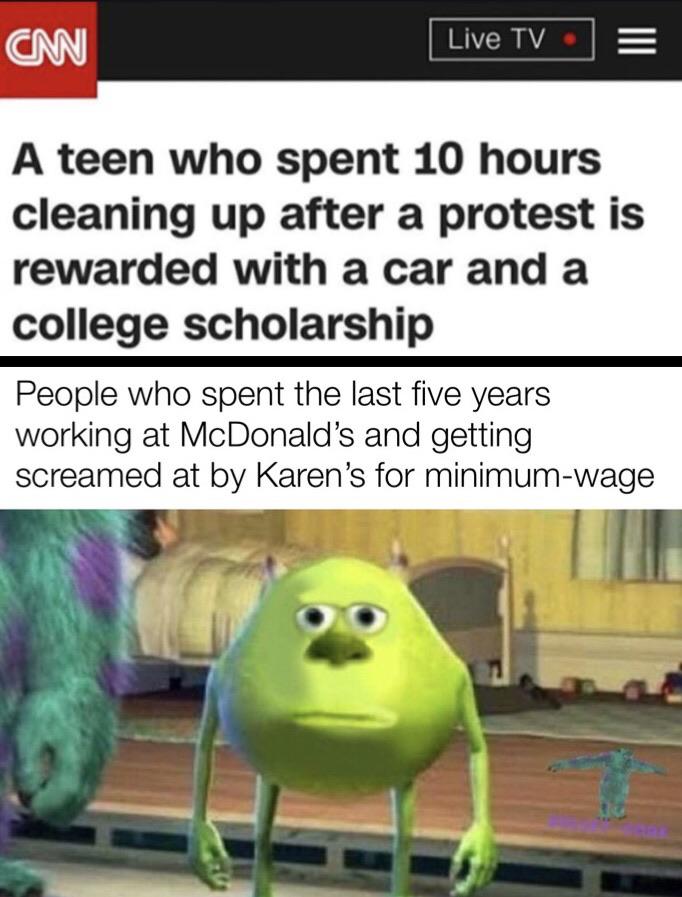 CNN
Live TV
A teen who spent 10 hours
cleaning up after a protest is
rewarded with a car and a
college scholarship
People who spent the last five years
working at McDonald's and getting
screamed at by Karen's for minimum-wage